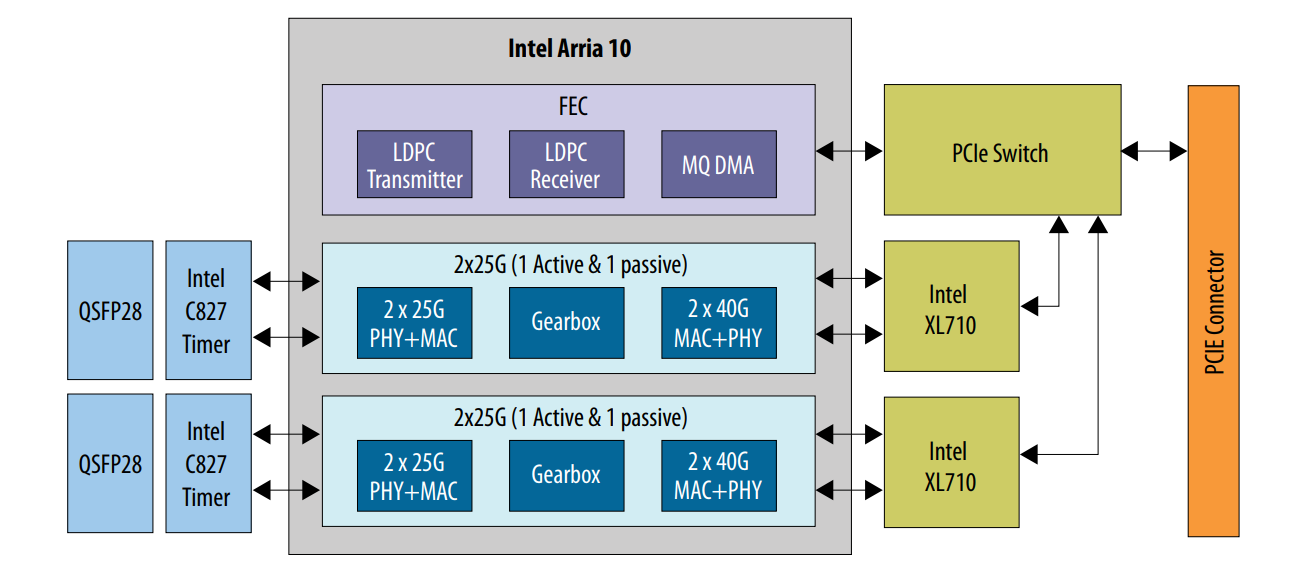 Intel Arria 10
FEC
LDPC
Transmitter
LDPC
Receiver
MQ DMA
PCIe Switch
PCIE Connector
QSFP28
Intel
C827
Timer
2x25G (1 Active & 1 passive)
2 x 25G
PHY+MAC
Gearbox
2 x 40G
MAC+PHY
Intel
XL710
QSFP28
Intel
C827
Timer
2x25G (1 Active & 1 passive)
2 x 25G
PHY+MAC
Gearbox
2 x 40G
MAC+PHY
Intel
XL710